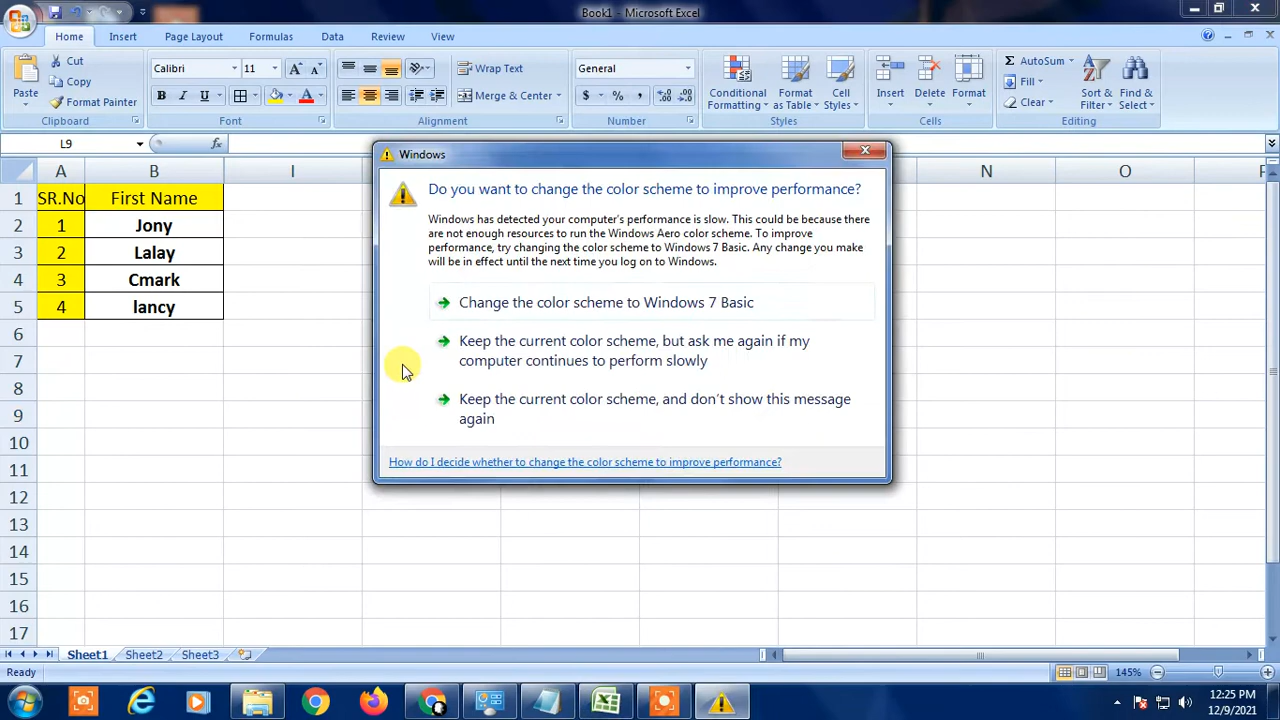 Book1 - Microsoft Excel
Home Insert Page Layout Formulas Data Review View
Paste
Cut
Copy
Format Painter
Clipboard
Calibri 11
B I U
Font
Wrap Text
Merge & Center
Alignment
General
$ % ,
Number
Conditional Formatting
Format as Table
Cell Styles
Styles
Insert Delete Format
Cells
Σ AutoSum
Fill
Clear
Sort & Filter
Find & Select
Editing
L9 fx
A B I N O
1 SR.No First Name
2 1 Jony
3 2 Lalay
4 3 Cmark
5 4 lancy
6
7
8
9
10
11
12
13
14
15
16
17
Windows
Do you want to change the color scheme to improve performance?
Windows has detected your computer's performance is slow. This could be because there
are not enough resources to run the Windows Aero color scheme. To improve
performance, try changing the color scheme to Windows 7 Basic. Any change you make
will be in effect until the next time you log on to Windows.
Change the color scheme to Windows 7 Basic
Keep the current color scheme, but ask me again if my
computer continues to perform slowly
Keep the current color scheme, and don't show this message
again
How do I decide whether to change the color scheme to improve performance?
Sheet1 Sheet2 Sheet3
Ready 145%
12:25 PM
12/9/2021